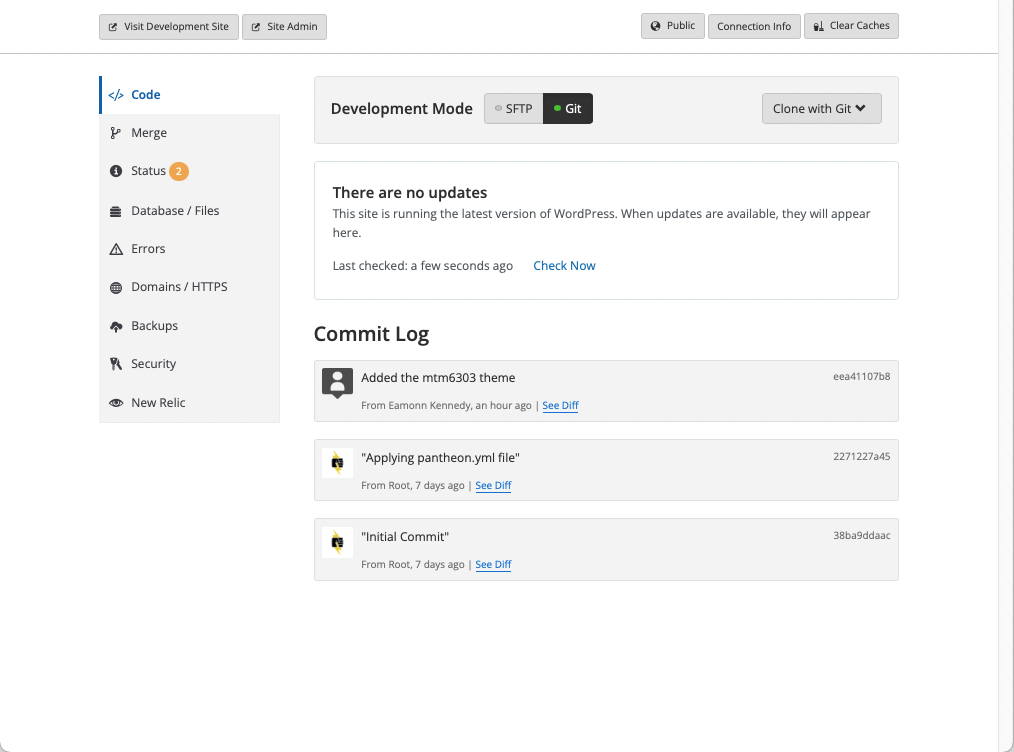 Visit Development Site
Site Admin
Public
Connection Info
Clear Caches
Code
Merge
Status 2
Database / Files
Errors
Domains / HTTPS
Backups
Security
New Relic
Development Mode
SFTP
Git
Clone with Git
There are no updates
This site is running the latest version of WordPress. When updates are available, they will appear
here.
Last checked: a few seconds ago
Check Now
Commit Log
Added the mtm6303 theme
eea41107b8
From Eamonn Kennedy, an hour ago | See Diff
"Applying pantheon.yml file"
2271227a45
From Root, 7 days ago | See Diff
"Initial Commit"
38ba9ddaac
From Root, 7 days ago | See Diff